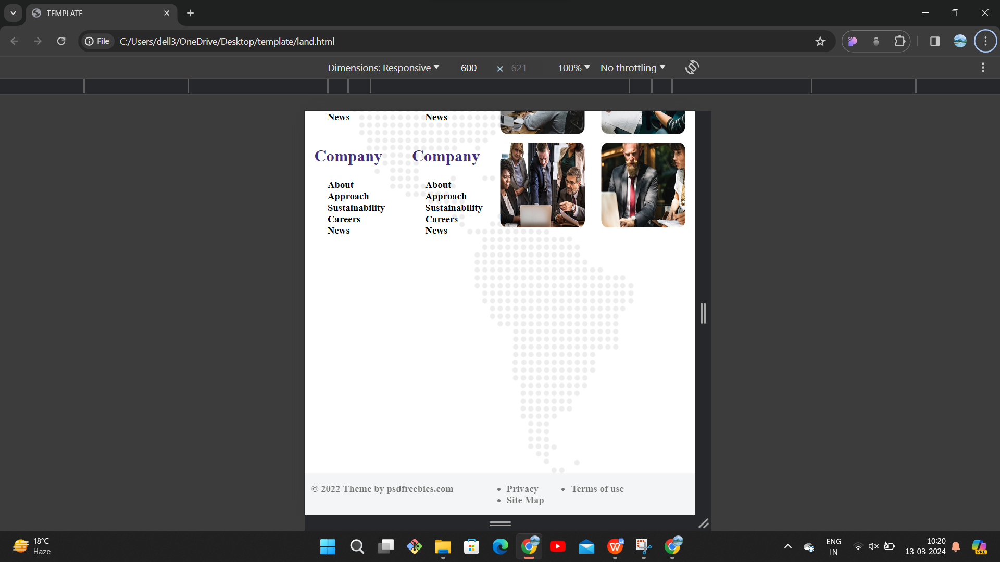 TEMPLATE
File C:/Users/dell3/OneDrive/Desktop/template/land.html
Dimensions: Responsive 600 × 621 100% No throttling
News News
Company Company
About About
Approach Approach
Sustainability Sustainability
Careers Careers
News News
© 2022 Theme by psdfreebies.com • Privacy • Terms of use
• Site Map
18°C
Haze
W
ENG
IN
10:20
13-03-2024
PRE